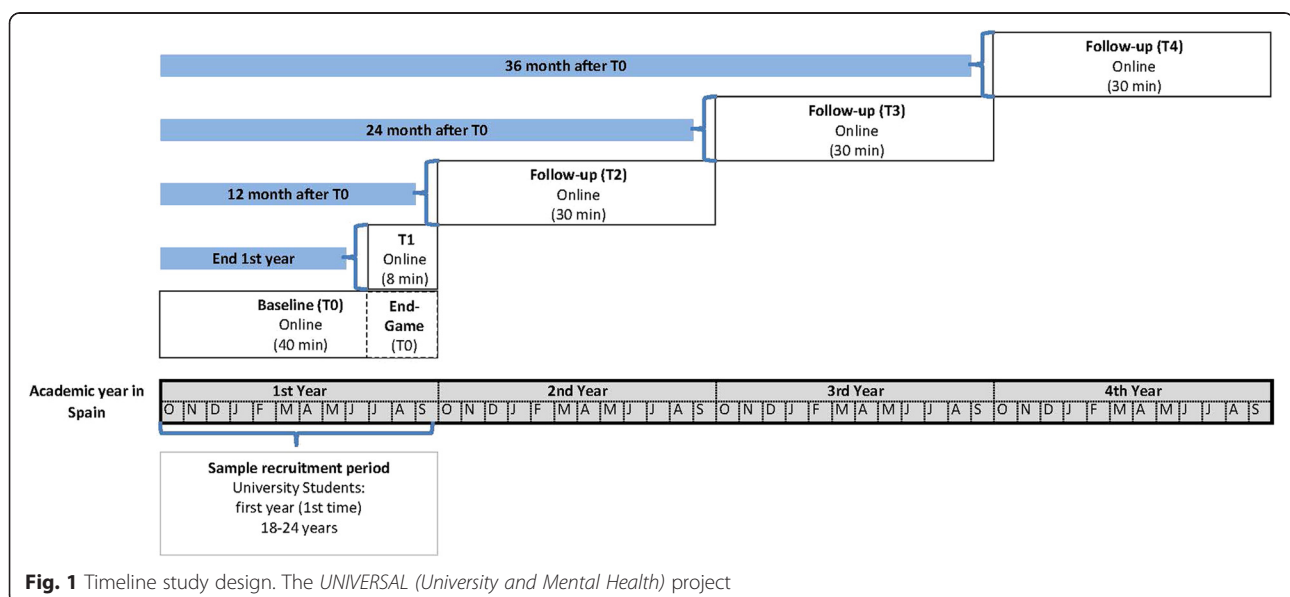 Follow-up (T4)
36 month after T0
Online
(30 min)
Follow-up (T3)
24 month after T0
Online
(30 min)
Follow-up (T2)
12 month after T0
Online
(30 min)
T1
End 1st year
Online
(8 min)
Baseline (T0)
Online
(40 min)
End-
Game
(T0)
Academic year in
Spain
1st Year 2nd Year 3rd Year 4th Year
O N D J F M A M J J A S O N D J F M A M J J A S O N D J F M A M J J A S O N D J F M A M J J A S
Sample recruitment period
University Students:
first year (1st time)
18-24 years
Fig. 1 Timeline study design. The UNIVERSAL (University and Mental Health) project